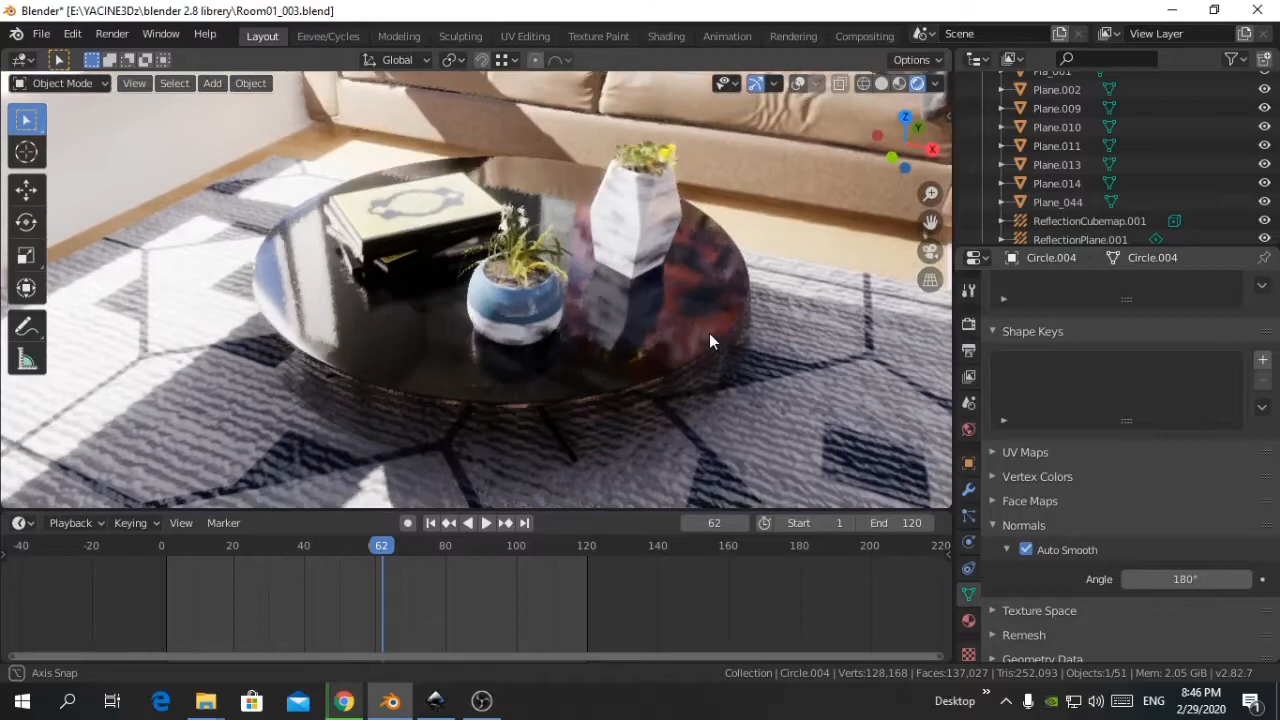 Blender* [E:\YACINE3Dz\blender 2.8 librery\Room01_003.blend]
File Edit Render Window Help Layout Eevee/Cycles Modeling Sculpting UV Editing Texture Paint Shading Animation Rendering Compositing Scene View Layer
Global Options
Object Mode View Select Add Object
Z
Y
X
Pla_001
Plane.002
Plane.009
Plane.010
Plane.011
Plane.013
Plane.014
Plane_044
ReflectionCubemap.001
ReflectionPlane.001
Circle.004 Circle.004
Shape Keys
UV Maps
Vertex Colors
Face Maps
Normals
Auto Smooth
Angle 180°
Texture Space
Remesh
Geometry Data
Playback Keying View Marker 62 Start 1 End 120
-40 -20 0 20 40 62 80 100 120 140 160 180 200 220
Axis Snap Collection | Circle.004 | Verts:128,168 | Faces:137,027 | Tris:252,093 | Objects:1/51 | Mem: 2.05 GiB | v2.82.7
Desktop ENG 8:46 PM
2/29/2020